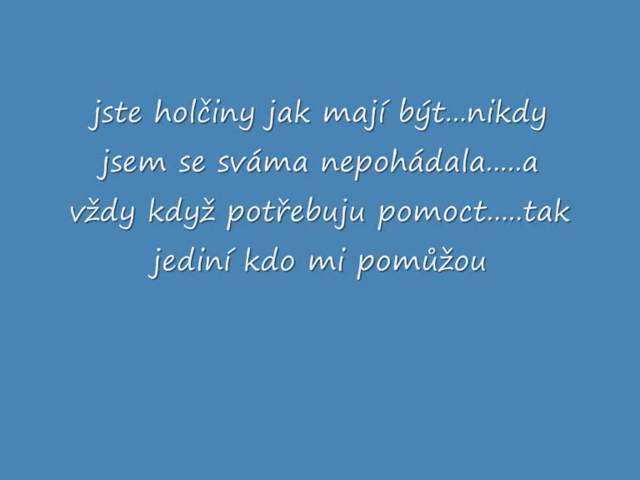 jste holčiny jak mají být...nikdy
jsem se sváma nepohádala.....a
vždy když potřebuju pomoct.....tak
jediní kdo mi pomůžou